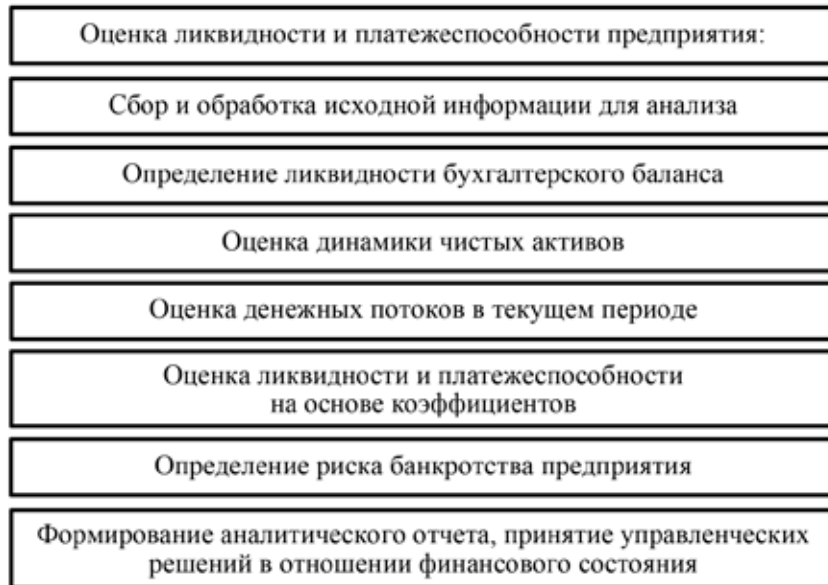 Оценка ликвидности и платежеспособности предприятия:
Сбор и обработка исходной информации для анализа
Определение ликвидности бухгалтерского баланса
Оценка динамики чистых активов
Оценка денежных потоков в текущем периоде
Оценка ликвидности и платежеспособности
на основе коэффициентов
Определение риска банкротства предприятия
Формирование аналитического отчета, принятие управленческих
решений в отношении финансового состояния